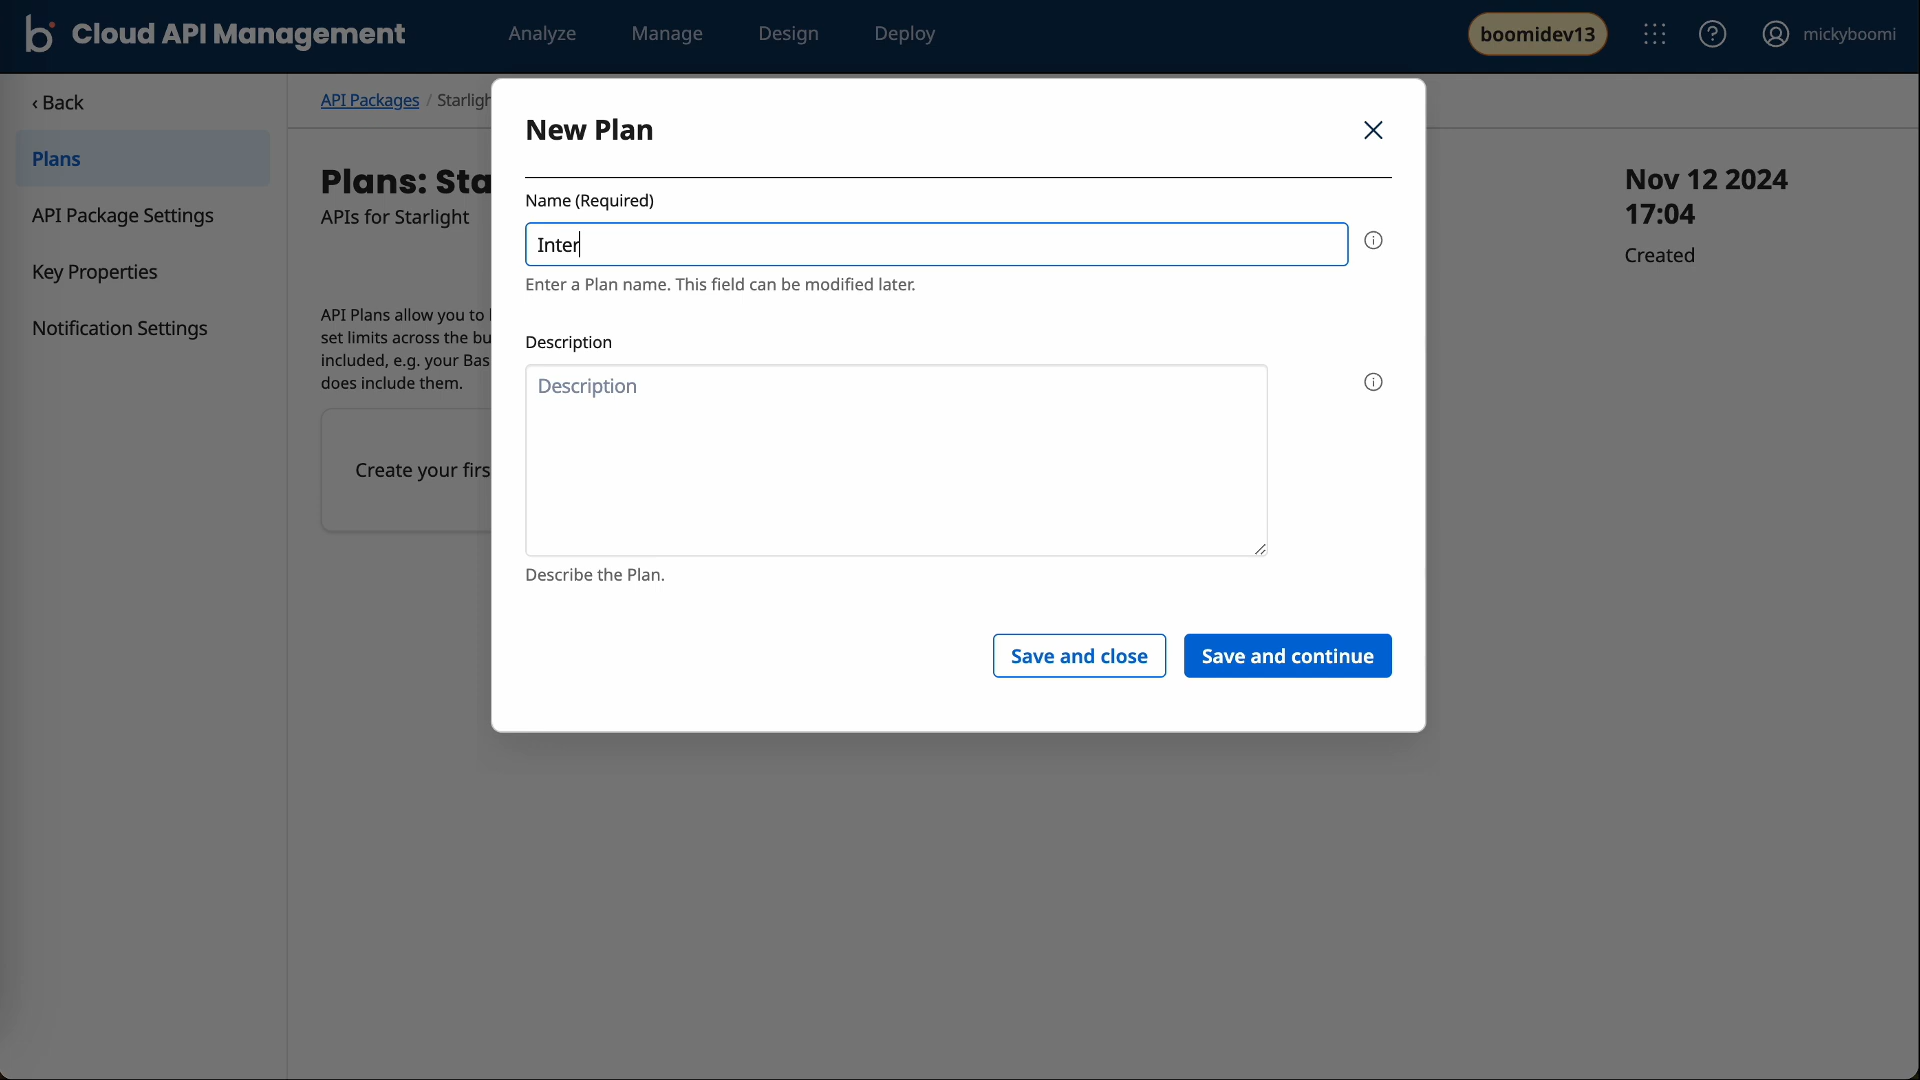 Cloud API Management
Analyze
Manage
Design
Deploy
boomidev13
mickyboomi
‹ Back
Plans
API Package Settings
Key Properties
Notification Settings
API Packages / Starligh
Plans: Sta
APIs for Starlight
API Plans allow you to
set limits across the bu
included, e.g. your Bas
does include them.
Create your firs
Nov 12 2024
17:04
Created
New Plan
Name (Required)
Inter
Enter a Plan name. This field can be modified later.
Description
Description
Describe the Plan.
Save and close
Save and continue